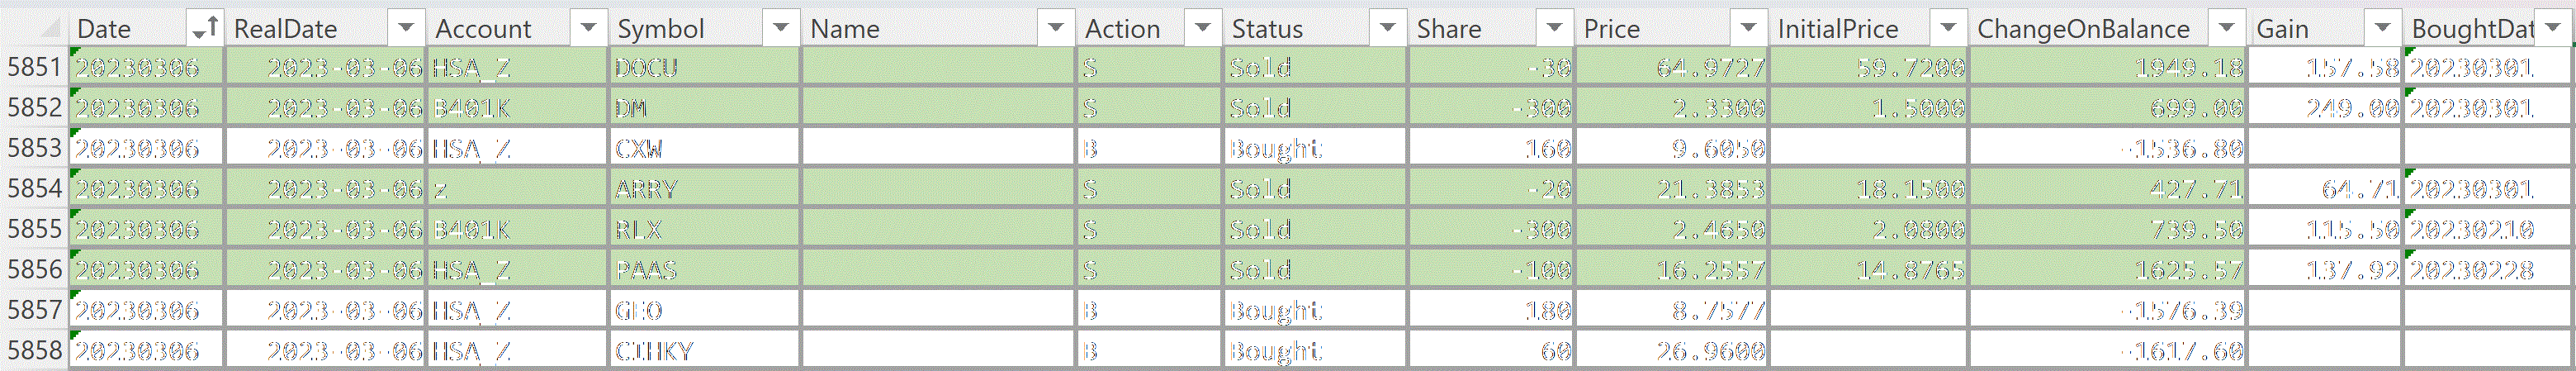 Date RealDate Account Symbol Name Action Status Share Price InitialPrice ChangeOnBalance Gain BoughtDat
5851 20230306 2023-03-06 HSA_Z DOCU S Sold -30 64.9727 59.7200 1949.18 157.58 20230301
5852 20230306 2023-03-06 B401K DM S Sold -300 2.3300 1.5000 699.00 249.00 20230301
5853 20230306 2023-03-06 HSA_Z CXW B Bought 160 9.6050 -1536.80
5854 20230306 2023-03-06 z ARRY S Sold -20 21.3853 18.1500 427.71 64.71 20230301
5855 20230306 2023-03-06 B401K RLX S Sold -300 2.4650 2.0800 739.50 115.50 20230210
5856 20230306 2023-03-06 HSA_Z PAAS S Sold -100 16.2557 14.8765 1625.57 137.92 20230228
5857 20230306 2023-03-06 HSA_Z GEO B Bought 180 8.7577 -1576.39
5858 20230306 2023-03-06 HSA_Z CIHKY B Bought 60 26.9600 -1617.60